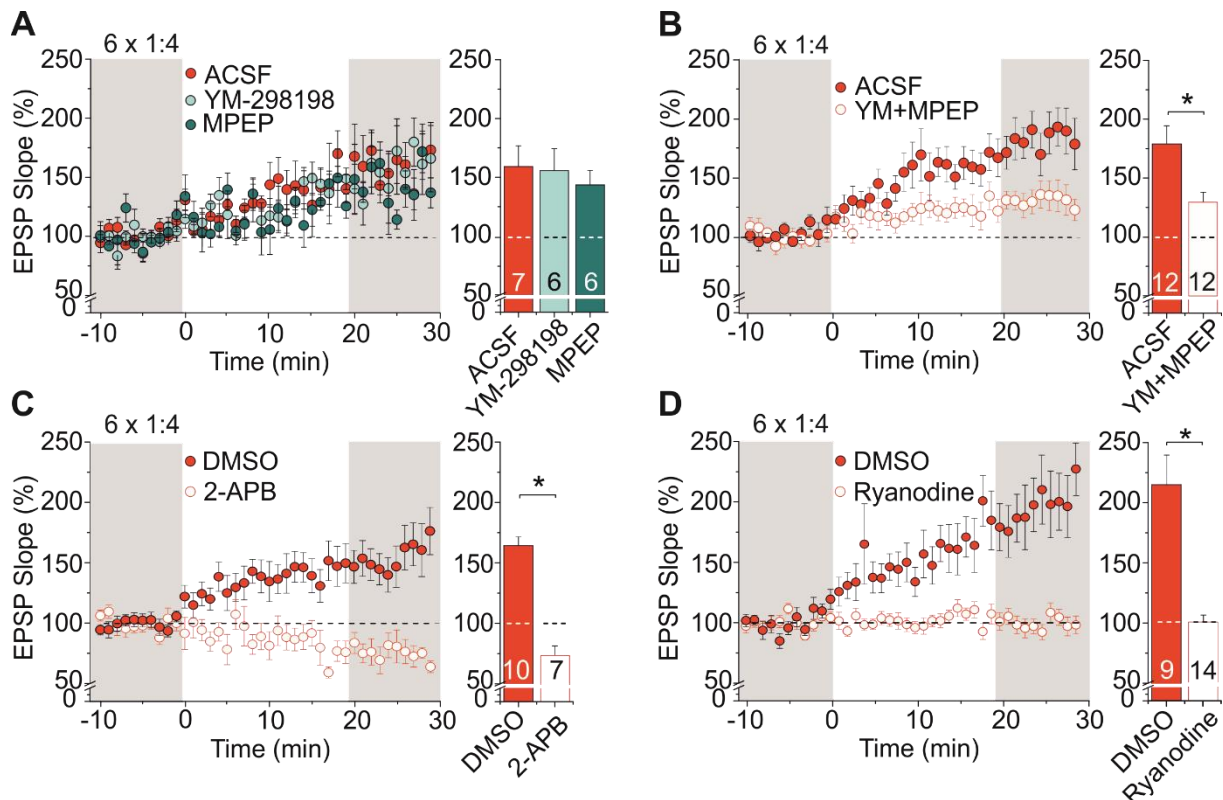 A
6 x 1:4
ACSF
YM-298198
MPEP
EPSP Slope (%)
250
200
150
100
50
0
-10
0
10
20
30
Time (min)
250
200
150
100
50
0
7
6
6
ACSF
YM-298198
MPEP
B
6 x 1:4
ACSF
YM+MPEP
EPSP Slope (%)
250
200
150
100
50
0
-10
0
10
20
30
Time (min)
250
200
150
100
50
0
*
12
12
ACSF
YM+MPEP
C
6 x 1:4
DMSO
2-APB
EPSP Slope (%)
250
200
150
100
50
0
-10
0
10
20
30
Time (min)
250
200
150
100
50
0
*
10
7
DMSO
2-APB
D
6 x 1:4
DMSO
Ryanodine
EPSP Slope (%)
250
200
150
100
50
0
-10
0
10
20
30
Time (min)
250
200
150
100
50
0
*
9
14
DMSO
Ryanodine